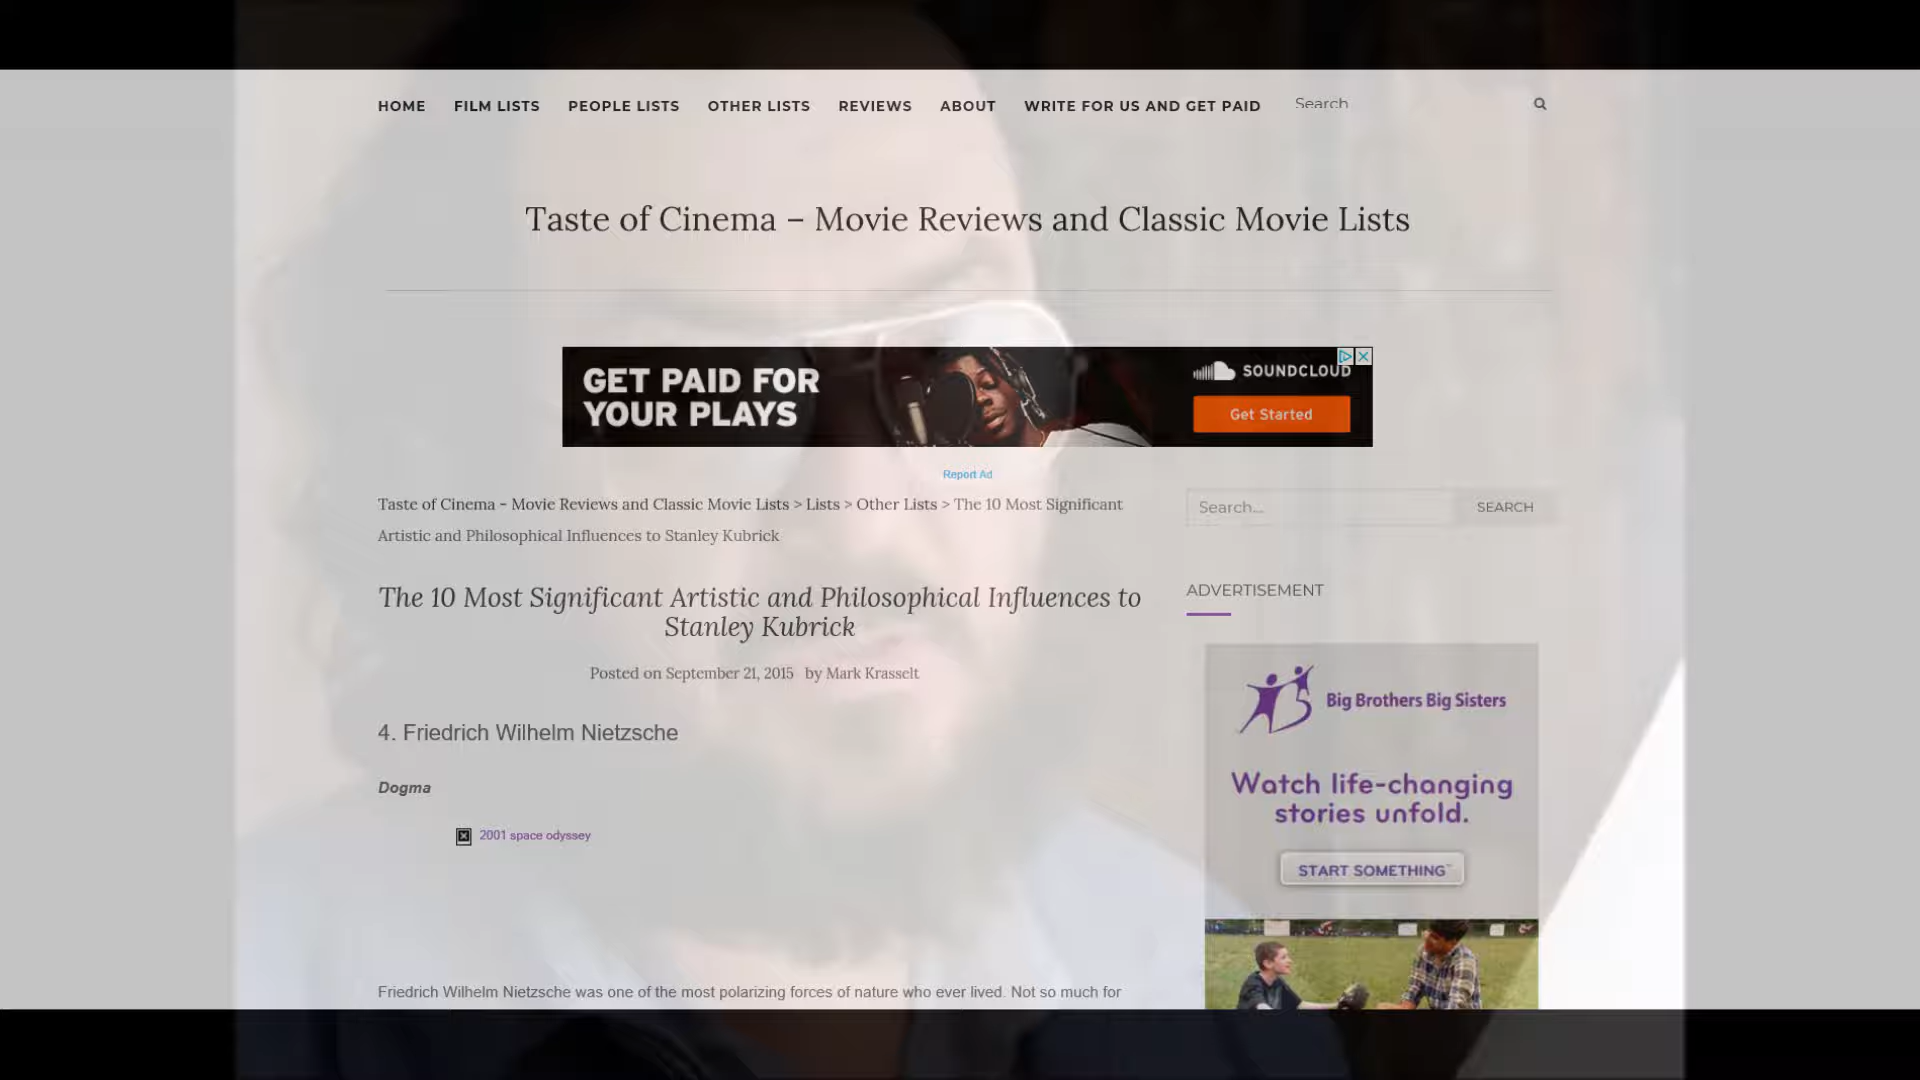 HOME FILM LISTS PEOPLE LISTS OTHER LISTS REVIEWS ABOUT WRITE FOR US AND GET PAID Search
Taste of Cinema – Movie Reviews and Classic Movie Lists
GET PAID FOR
YOUR PLAYS
SOUNDCLOUD
Get Started
Report Ad
Taste of Cinema - Movie Reviews and Classic Movie Lists > Lists > Other Lists > The 10 Most Significant
Artistic and Philosophical Influences to Stanley Kubrick
The 10 Most Significant Artistic and Philosophical Influences to
Stanley Kubrick
Posted on September 21, 2015 by Mark Krasselt
4. Friedrich Wilhelm Nietzsche
Dogma
2001 space odyssey
Friedrich Wilhelm Nietzsche was one of the most polarizing forces of nature who ever lived. Not so much for
Search... SEARCH
ADVERTISEMENT
Big Brothers Big Sisters
Watch life-changing
stories unfold.
START SOMETHING™